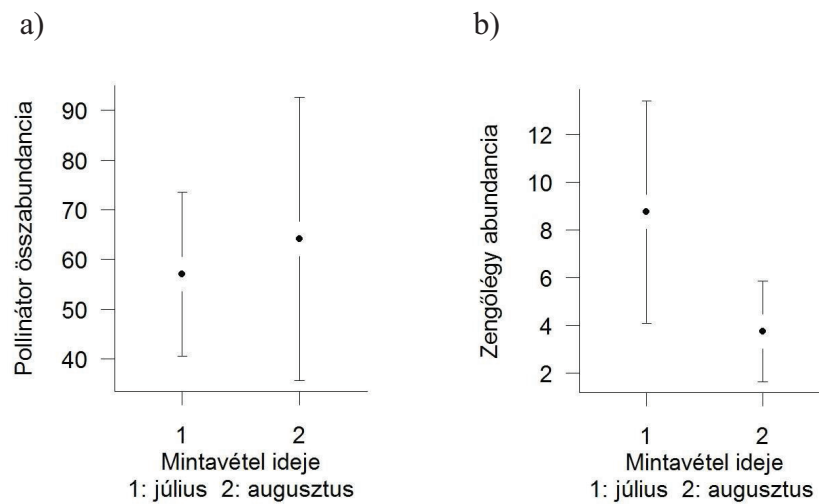 a)
Pollinátor összabundancia
90
80
70
60
50
40
1 2
Mintavétel ideje
1: július 2: augusztus
b)
Zengőlégy abundancia
12
10
8
6
4
2
1 2
Mintavétel ideje
1: július 2: augusztus